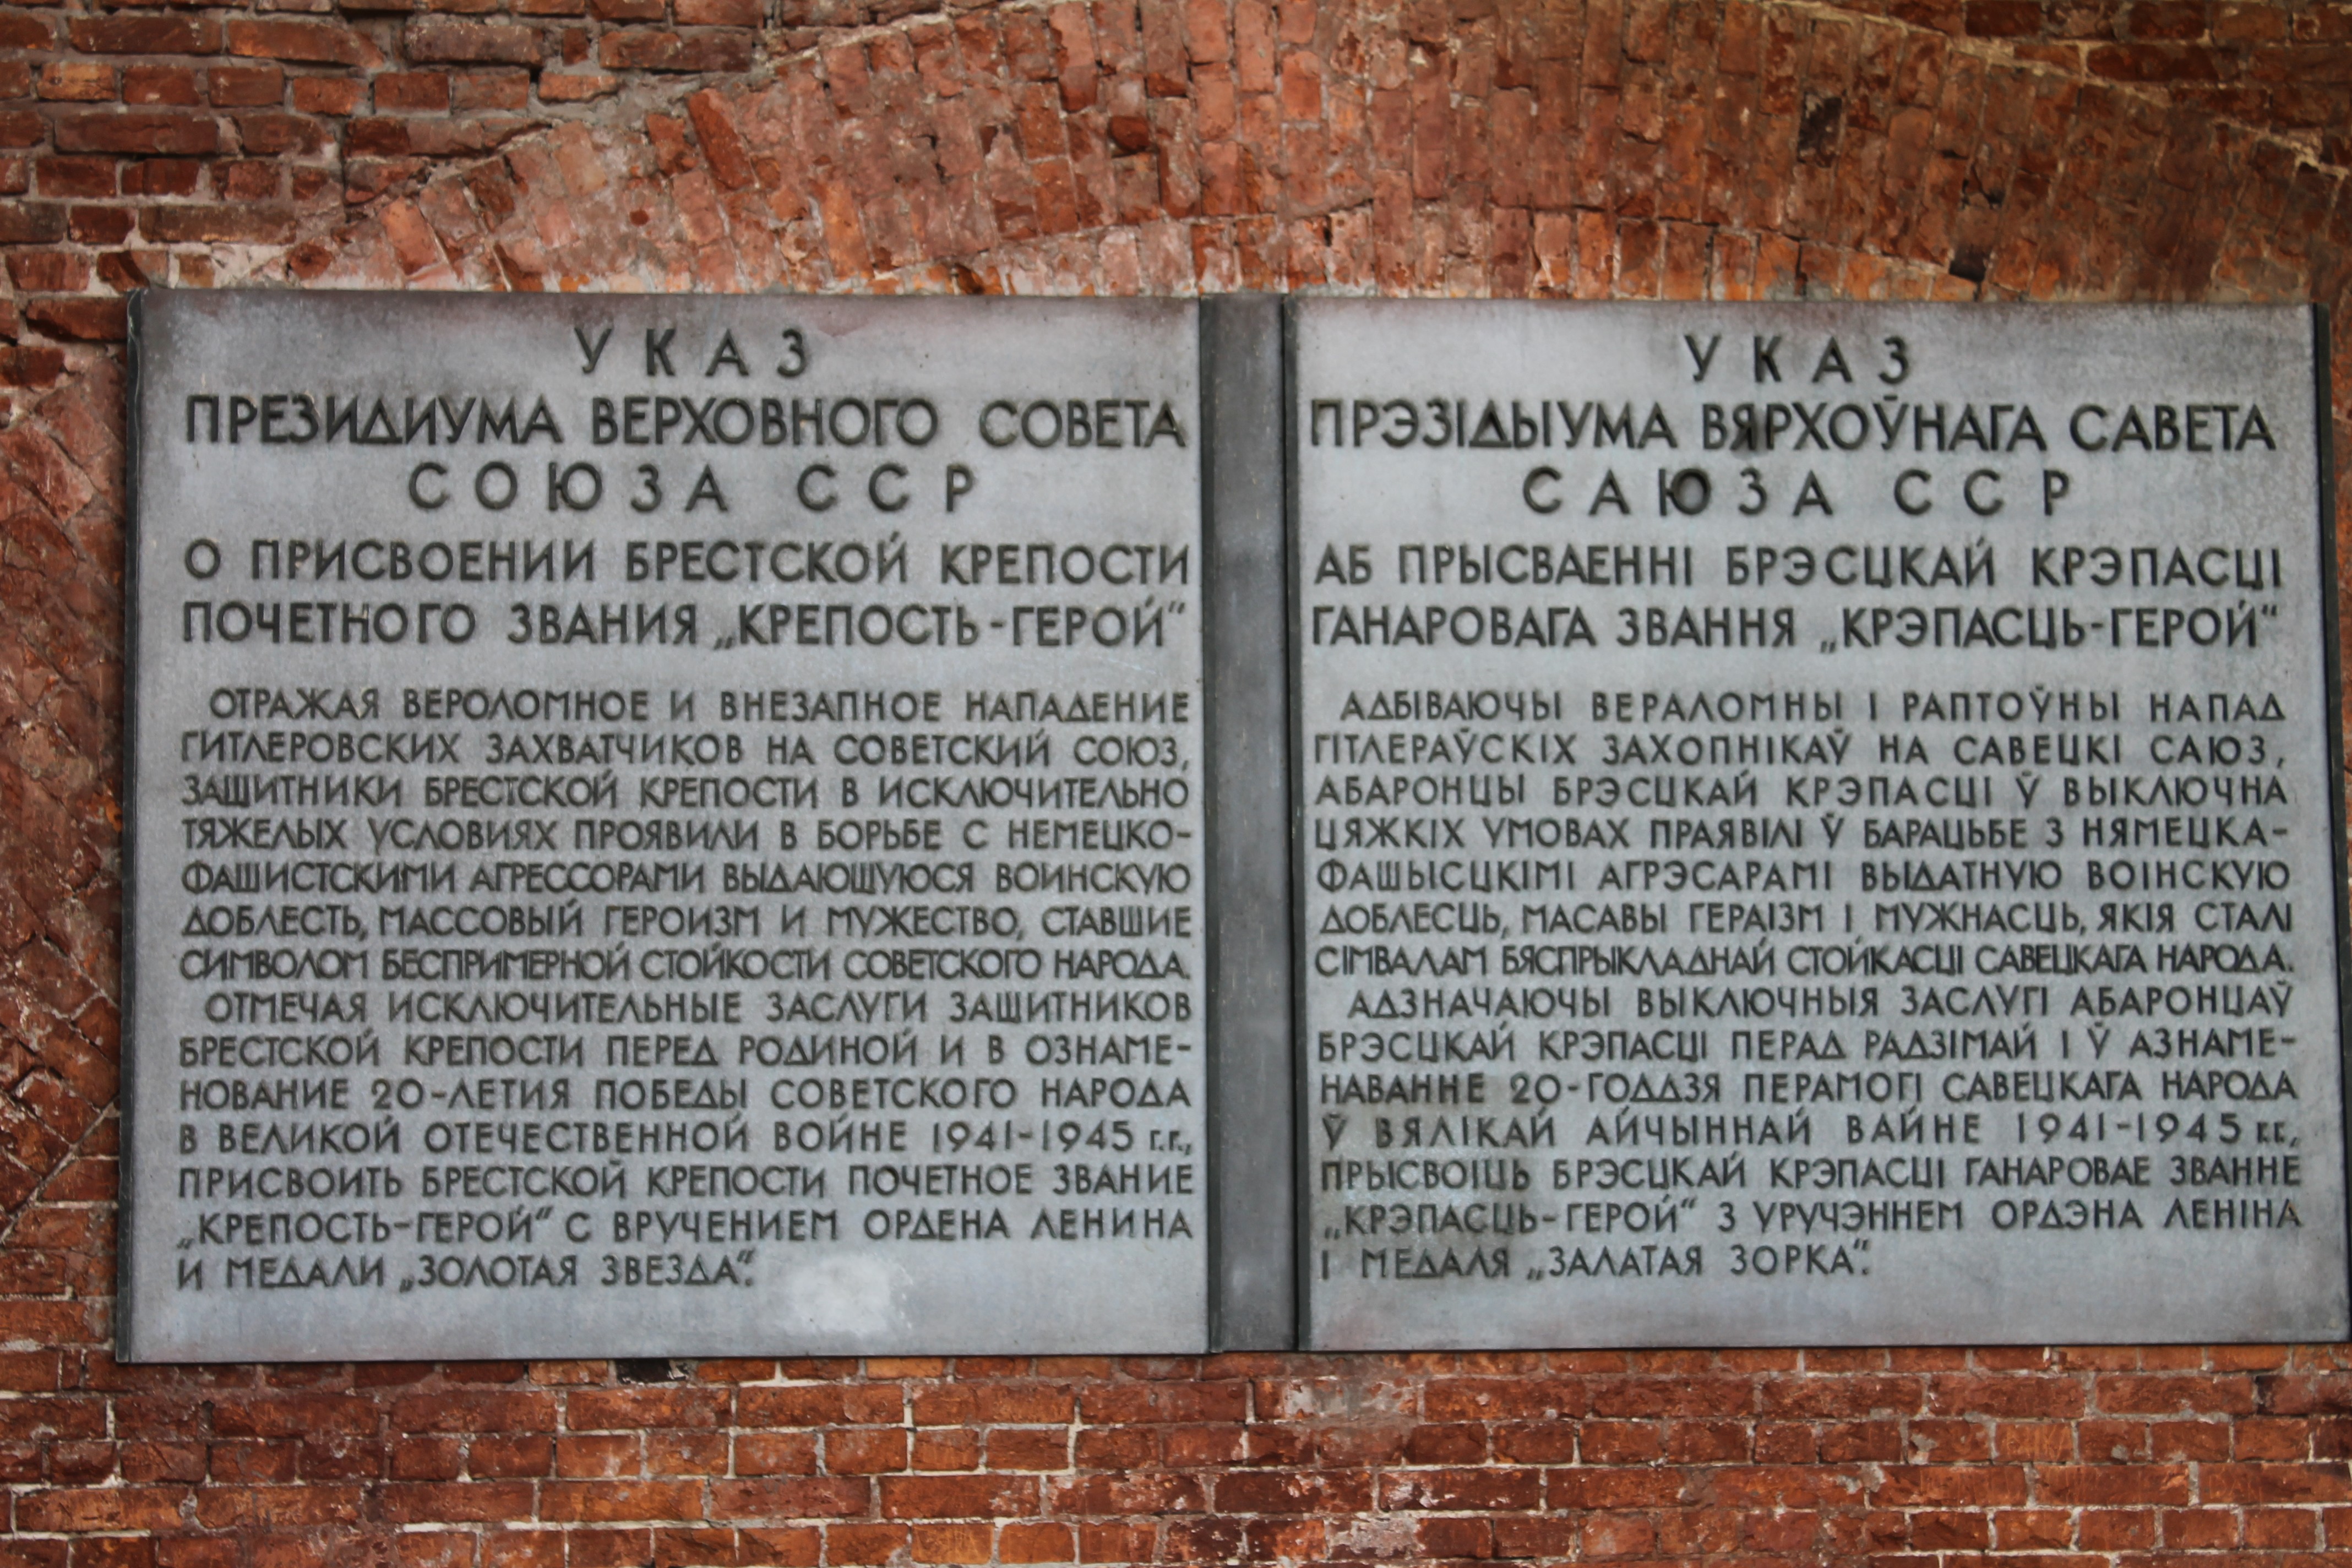 УКАЗ
ПРЕЗИДИУМА ВЕРХОВНОГО СОВЕТА
СОЮЗА ССР
О ПРИСВОЕНИИ БРЕСТСКОЙ КРЕПОСТИ
ПОЧЕТНОГО ЗВАНИЯ „КРЕПОСТЬ-ГЕРОЙ“
ОТРАЖАЯ ВЕРОЛОМНОЕ И ВНЕЗАПНОЕ НАПАДЕНИЕ
ГИТЛЕРОВСКИХ ЗАХВАТЧИКОВ НА СОВЕТСКИЙ СОЮЗ,
ЗАЩИТНИКИ БРЕСТСКОЙ КРЕПОСТИ В ИСКЛЮЧИТЕЛЬНО
ТЯЖЕЛЫХ УСЛОВИЯХ ПРОЯВИЛИ В БОРЬБЕ С НЕМЕЦКО-
ФАШИСТСКИМИ АГРЕССОРАМИ ВЫДАЮЩУЮСЯ ВОИНСКУЮ
ДОБЛЕСТЬ, МАССОВЫЙ ГЕРОИЗМ И МУЖЕСТВО, СТАВШИЕ
СИМВОЛОМ БЕСПРИМЕРНОЙ СТОЙКОСТИ СОВЕТСКОГО НАРОДА.
ОТМЕЧАЯ ИСКЛЮЧИТЕЛЬНЫЕ ЗАСЛУГИ ЗАЩИТНИКОВ
БРЕСТСКОЙ КРЕПОСТИ ПЕРЕД РОДИНОЙ И В ОЗНАМЕ-
НОВАНИЕ 20-ЛЕТИЯ ПОБЕДЫ СОВЕТСКОГО НАРОДА
В ВЕЛИКОЙ ОТЕЧЕСТВЕННОЙ ВОЙНЕ 1941-1945 г.г.,
ПРИСВОИТЬ БРЕСТСКОЙ КРЕПОСТИ ПОЧЕТНОЕ ЗВАНИЕ
„КРЕПОСТЬ-ГЕРОЙ“ С ВРУЧЕНИЕМ ОРДЕНА ЛЕНИНА
И МЕДАЛИ „ЗОЛОТАЯ ЗВЕЗДА“.
УКАЗ
ПРЭЗІДЫУМА ВЯРХОЎНАГА САВЕТА
САЮЗА ССР
АБ ПРЫСВАЕННІ БРЭСЦКАЙ КРЭПАСЦІ
ГАНАРОВАГА ЗВАННЯ „КРЭПАСЦЬ-ГЕРОЙ“
АДБІВАЮЧЫ ВЕРАЛОМНЫ І РАПТОЎНЫ НАПАД
ГІТЛЕРАЎСКІХ ЗАХОПНІКАЎ НА САВЕЦКІ САЮЗ,
АБАРОНЦЫ БРЭСЦКАЙ КРЭПАСЦІ Ў ВЫКЛЮЧНА
ЦЯЖКІХ УМОВАХ ПРАЯВІЛІ Ў БАРАЦЬБЕ З НЯМЕЦКА-
ФАШЫСЦКІМІ АГРЭСАРАМІ ВЫДАТНУЮ ВОІНСКУЮ
ДОБЛЕСЦЬ, МАСАВЫ ГЕРАІЗМ І МУЖНАСЦЬ, ЯКІЯ СТАЛІ
СІМВАЛАМ БЯСПРЫКЛАДНАЙ СТОЙКАСЦІ САВЕЦКАГА НАРОДА.
АДЗНАЧАЮЧЫ ВЫКЛЮЧНЫЯ ЗАСЛУГІ АБАРОНЦАЎ
БРЭСЦКАЙ КРЭПАСЦІ ПЕРАД РАДЗІМАЙ І Ў АЗНАМЕ-
НАВАННЕ 20-ГОДДЗЯ ПЕРАМОГІ САВЕЦКАГА НАРОДА
Ў ВЯЛІКАЙ АЙЧЫННАЙ ВАЙНЕ 1941-1945 г.г.,
ПРЫСВОІЦЬ БРЭСЦКАЙ КРЭПАСЦІ ГАНАРОВАЕ ЗВАННЕ
„КРЭПАСЦЬ-ГЕРОЙ“ З УРУЧЭННЕМ ОРДЭНА ЛЕНІНА
І МЕДАЛЯ „ЗАЛАТАЯ ЗОРКА“.